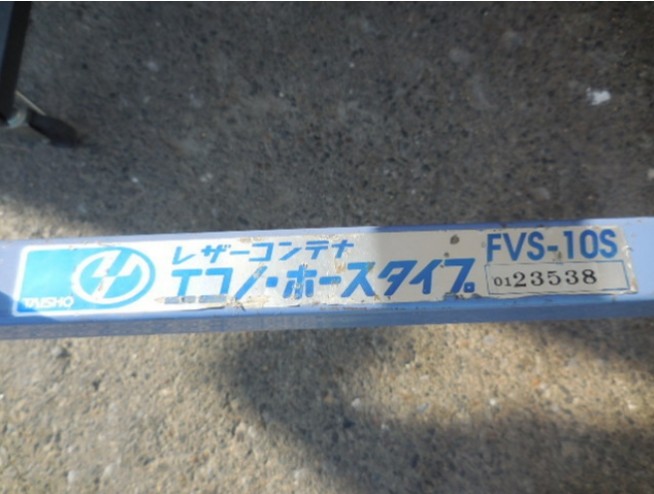 TAISHO
レザーコンテナ
エコノ・ホースタイプ
FVS-10S
0123538